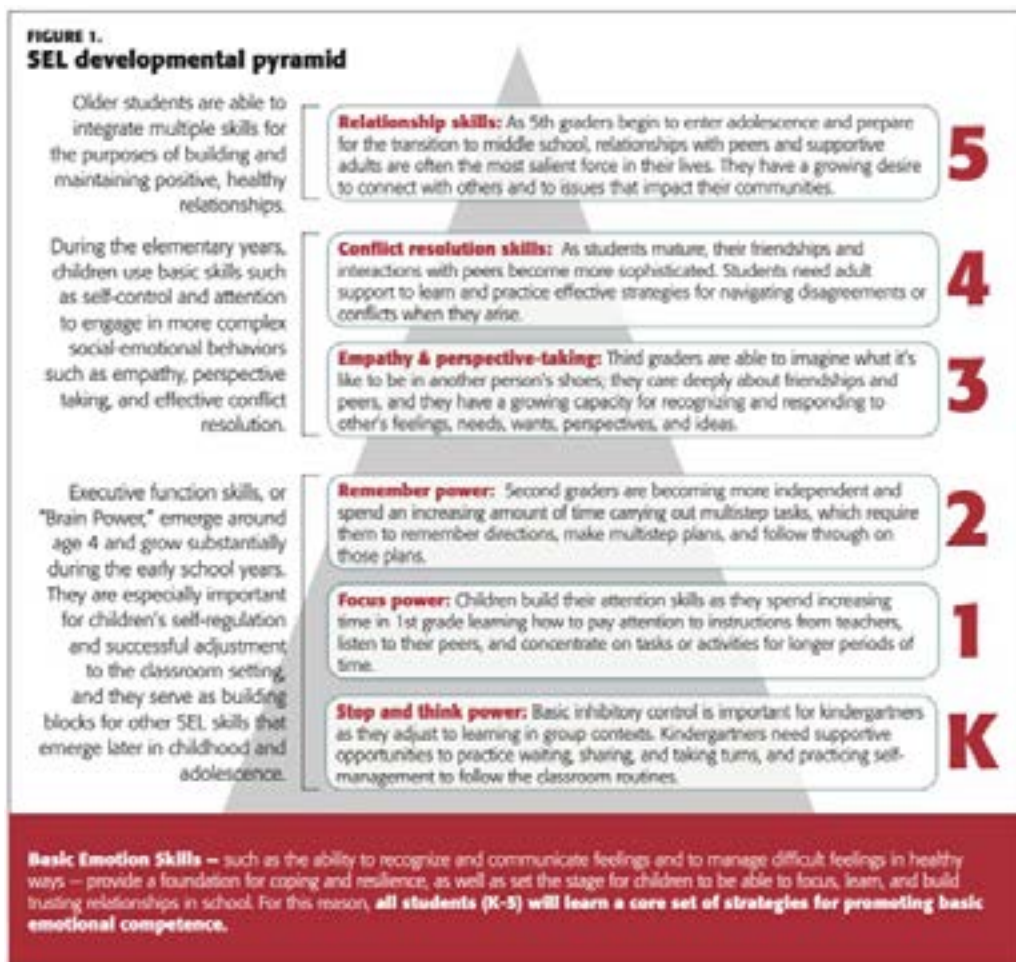 FIGURE 1.
SEL developmental pyramid
Older students are able to
integrate multiple skills for
the purposes of building and
maintaining positive, healthy
relationships.
Relationship skills: As 5th graders begin to enter adolescence and prepare
for the transition to middle school, relationships with peers and supportive
adults are often the most salient force in their lives. They have a growing desire
to connect with others and to issues that impact their communities.
5
During the elementary years,
children use basic skills such
as self-control and attention
to engage in more complex
social-emotional behaviors
such as empathy, perspective
taking, and effective conflict
resolution.
Conflict resolution skills: As students mature, their friendships and
interactions with peers become more sophisticated. Students need adult
support to learn and practice effective strategies for navigating disagreements or
conflicts when they arise.
4
Empathy & perspective-taking: Third graders are able to imagine what it's
like to be in another person's shoes; they care deeply about friendships and
peers, and they have a growing capacity for recognizing and responding to
other's feelings, needs, wants, perspectives, and ideas.
3
Executive function skills, or
"Brain Power," emerge around
age 4 and grow substantially
during the early school years.
They are especially important
for children's self-regulation
and successful adjustment
to the classroom setting,
and they serve as building
blocks for other SEL skills that
emerge later in childhood and
adolescence.
Remember power: Second graders are becoming more independent and
spend an increasing amount of time carrying out multistep tasks, which require
them to remember directions, make multistep plans, and follow through on
those plans.
2
Focus power: Children build their attention skills as they spend increasing
time in 1st grade learning how to pay attention to instructions from teachers,
listen to their peers, and concentrate on tasks or activities for longer periods of
time.
1
Stop and think power: Basic inhibitory control is important for kindergartners
as they adjust to learning in group contexts. Kindergartners need supportive
opportunities to practice waiting, sharing, and taking turns, and practicing self-
management to follow the classroom routines.
K
Basic Emotion Skills — such as the ability to recognize and communicate feelings and to manage difficult feelings in healthy
ways — provide a foundation for coping and resilience, as well as set the stage for children to be able to focus, learn, and build
trusting relationships in school. For this reason, all students (K-5) will learn a core set of strategies for promoting basic
emotional competence.